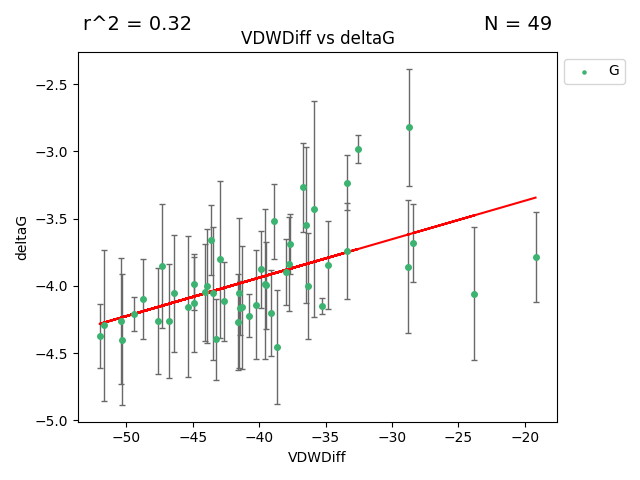 r^2 = 0.32
N = 49
VDWDiff vs deltaG
G
−2.5
−3.0
−3.5
−4.0
−4.5
−5.0
deltaG
−50
−45
−40
−35
−30
−25
−20
VDWDiff